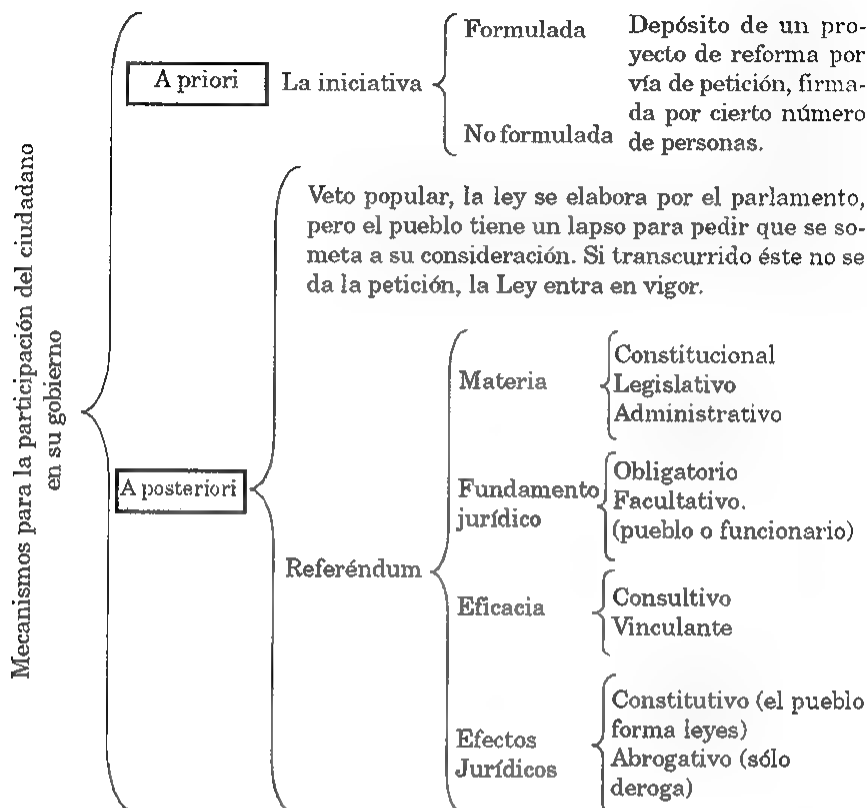 Mecanismos para la participación del ciudadano
en su gobierno
A priori
La iniciativa
Formulada
No formulada
Depósito de un pro-
yecto de reforma por
vía de petición, firma-
da por cierto número
de personas.
A posteriori
Veto popular, la ley se elabora por el parlamento,
pero el pueblo tiene un lapso para pedir que se so-
meta a su consideración. Si transcurrido éste no se
da la petición, la Ley entra en vigor.
Referéndum
Materia
Constitucional
Legislativo
Administrativo
Fundamento
jurídico
Obligatorio
Facultativo.
(pueblo o funcionario)
Eficacia
Consultivo
Vinculante
Efectos
Jurídicos
Constitutivo (el pueblo
forma leyes)
Abrogativo (sólo
deroga)